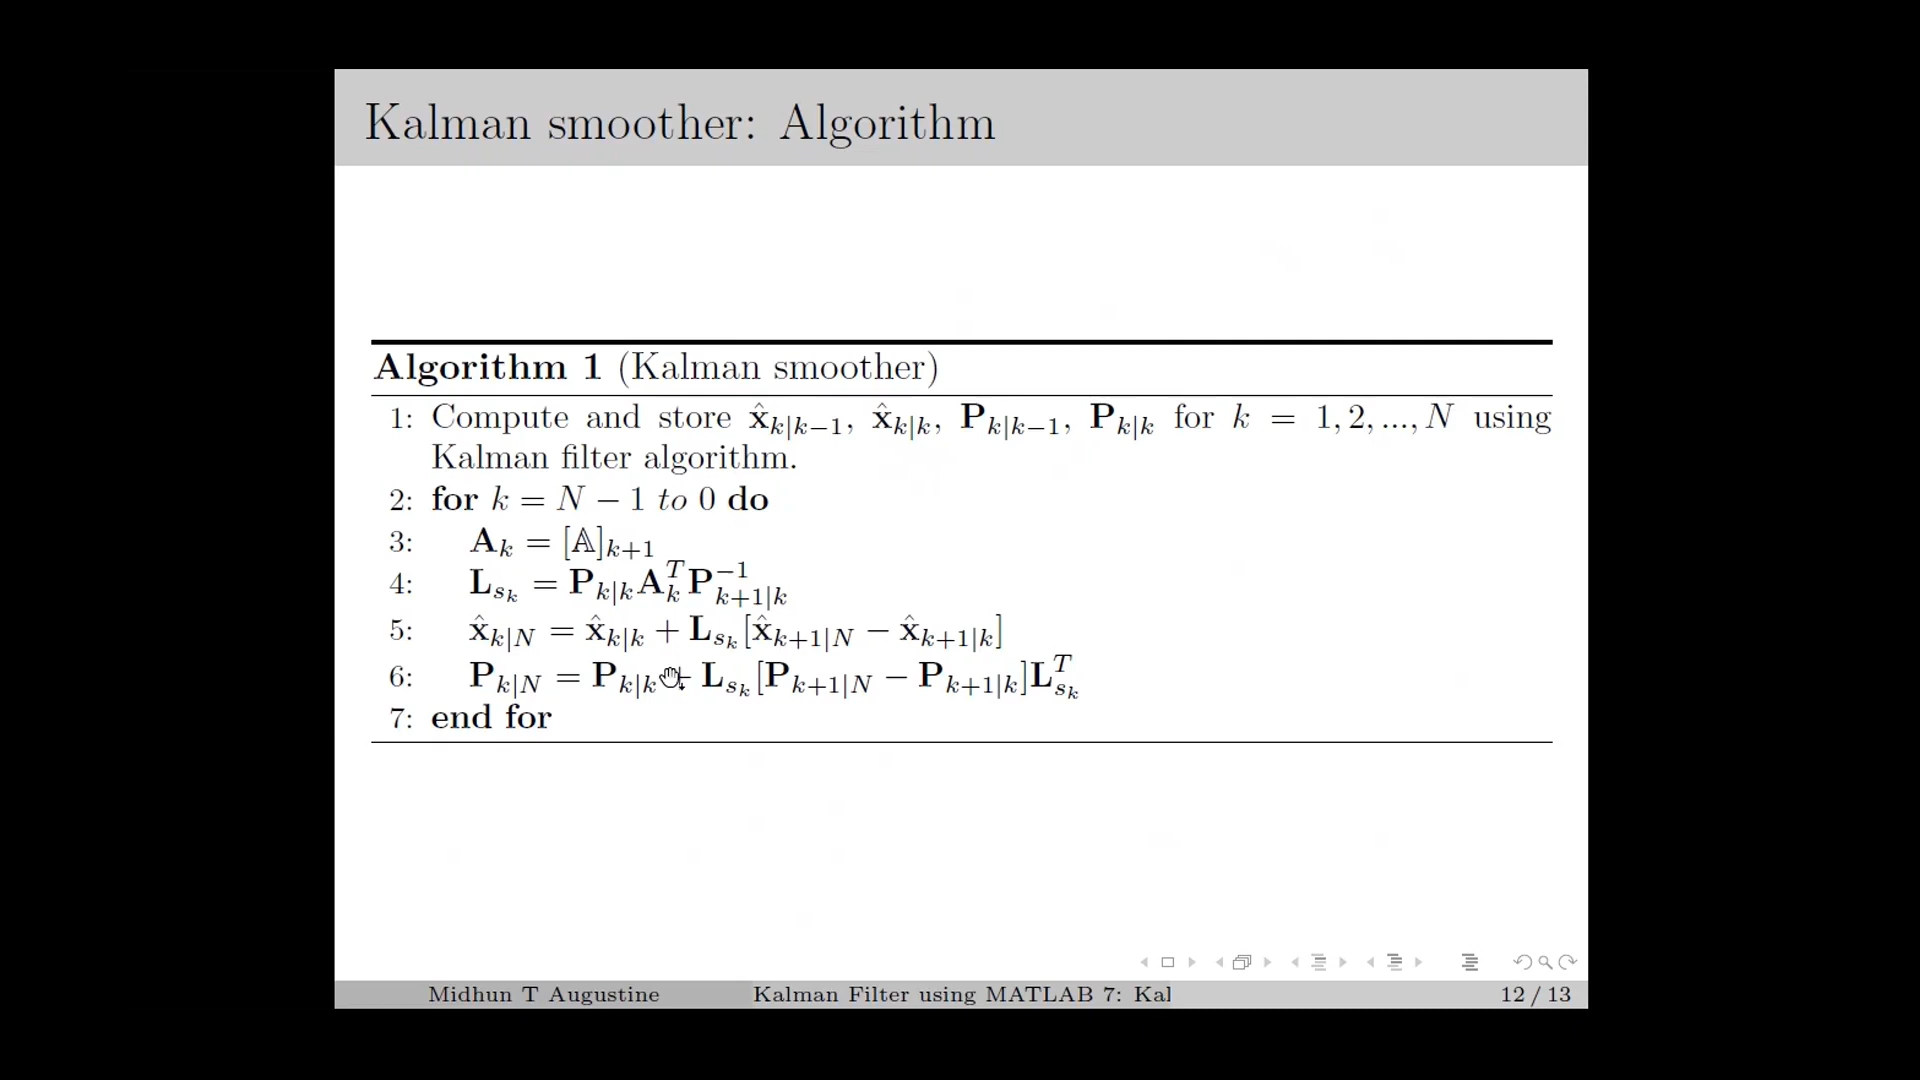 Kalman smoother: Algorithm
Algorithm 1 (Kalman smoother)
1: Compute and store x̂_{k|k−1}, x̂_{k|k}, P_{k|k−1}, P_{k|k} for k = 1, 2, ..., N using
Kalman filter algorithm.
2: for k = N − 1 to 0 do
3: A_k = [𝔸]_{k+1}
4: L_{s_k} = P_{k|k} A_k^T P_{k+1|k}^{−1}
5: x̂_{k|N} = x̂_{k|k} + L_{s_k} [x̂_{k+1|N} − x̂_{k+1|k}]
6: P_{k|N} = P_{k|k} + L_{s_k} [P_{k+1|N} − P_{k+1|k}] L_{s_k}^T
7: end for
Midhun T Augustine Kalman Filter using MATLAB 7: Kal 12 / 13